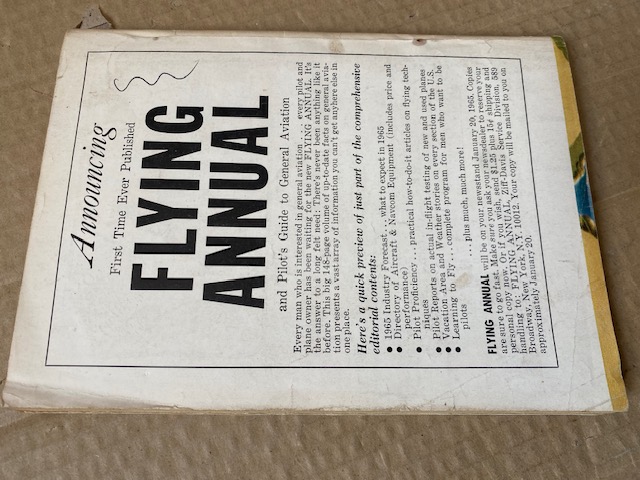 Announcing
First Time Ever Published
FLYING
ANNUAL
and Pilot's Guide to General Aviation
Every man who is interested in general aviation . . . every pilot and
plane owner has been waiting for the new FLYING ANNUAL. It's
the answer to a long felt need: There's never been anything like it
before. This big 148-page volume of up-to-date facts on general avia-
tion presents a vast array of information you can't get anywhere else in
one place.
Here's a quick preview of just part of the comprehensive
editorial contents:
● 1965 Industry Forecast . . . what to expect in 1965
● Directory of Aircraft & Navcom Equipment (includes price and
performance)
● Pilot Proficiency . . . practical how-to-do-it articles on flying tech-
niques
● Pilot Reports on actual in-flight testing of new and used planes
● Vacation Area and Weather stories on every section of the U.S.
● Learning to Fly . . . complete program for men who want to be
pilots . . . plus much, much more!
FLYING ANNUAL will be on your newsstand January 20, 1965. Copies
are sure to go fast. Make sure you ask your newsdealer to reserve your
personal copy now. Or if you wish, send $1.25 plus 15¢ shipping and
handling to: FLYING ANNUAL, Ziff-Davis Service Division, 589
Broadway, New York, N.Y. 10012. Your copy will be mailed to you on
approximately January 20.